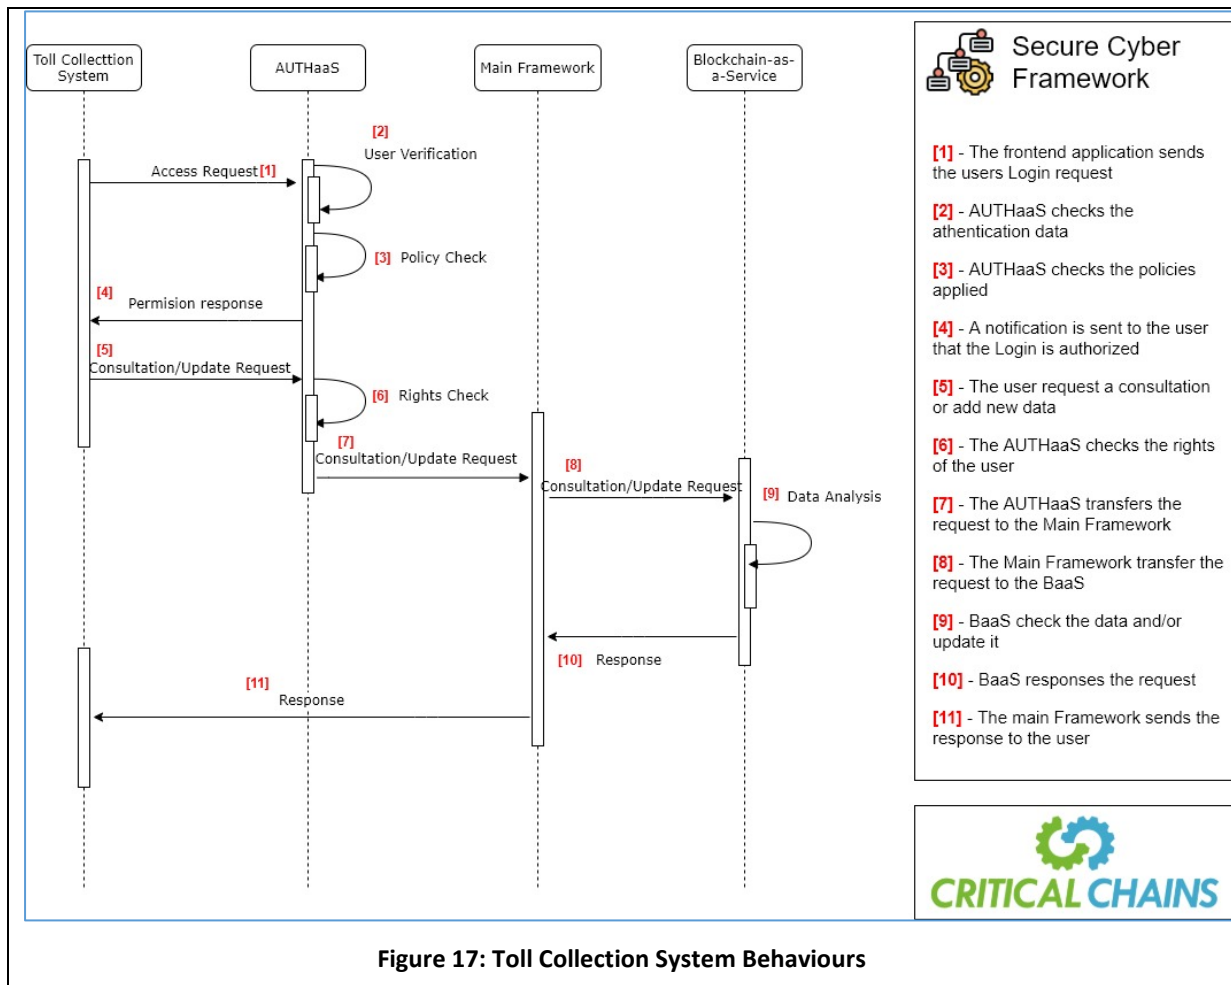 Toll Collecttion
System
AUTHaaS
Main Framework
Blockchain-as-
a-Service
[2]
User Verification
Access Request[1]
[3] Policy Check
[4]
Permision response
[5]
Consultation/Update Request
[6] Rights Check
[7]
Consultation/Update Request
[8]
Consultation/Update Request
[9] Data Analysis
[10] Response
[11]
Response
Secure Cyber
Framework
[1] - The frontend application sends
the users Login request
[2] - AUTHaaS checks the
athentication data
[3] - AUTHaaS checks the policies
applied
[4] - A notification is sent to the user
that the Login is authorized
[5] - The user request a consultation
or add new data
[6] - The AUTHaaS checks the rights
of the user
[7] - The AUTHaaS transfers the
request to the Main Framework
[8] - The Main Framework transfer the
request to the BaaS
[9] - BaaS check the data and/or
update it
[10] - BaaS responses the request
[11] - The main Framework sends the
response to the user
CRITICAL CHAINS
Figure 17: Toll Collection System Behaviours